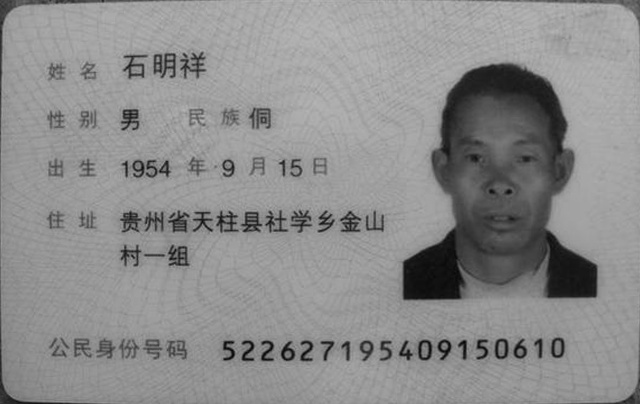 姓名 石明祥
性别 男 民族 侗
出生 1954 年 9 月 15 日
住址 贵州省天柱县社学乡金山
村一组
公民身份号码 522627195409150610